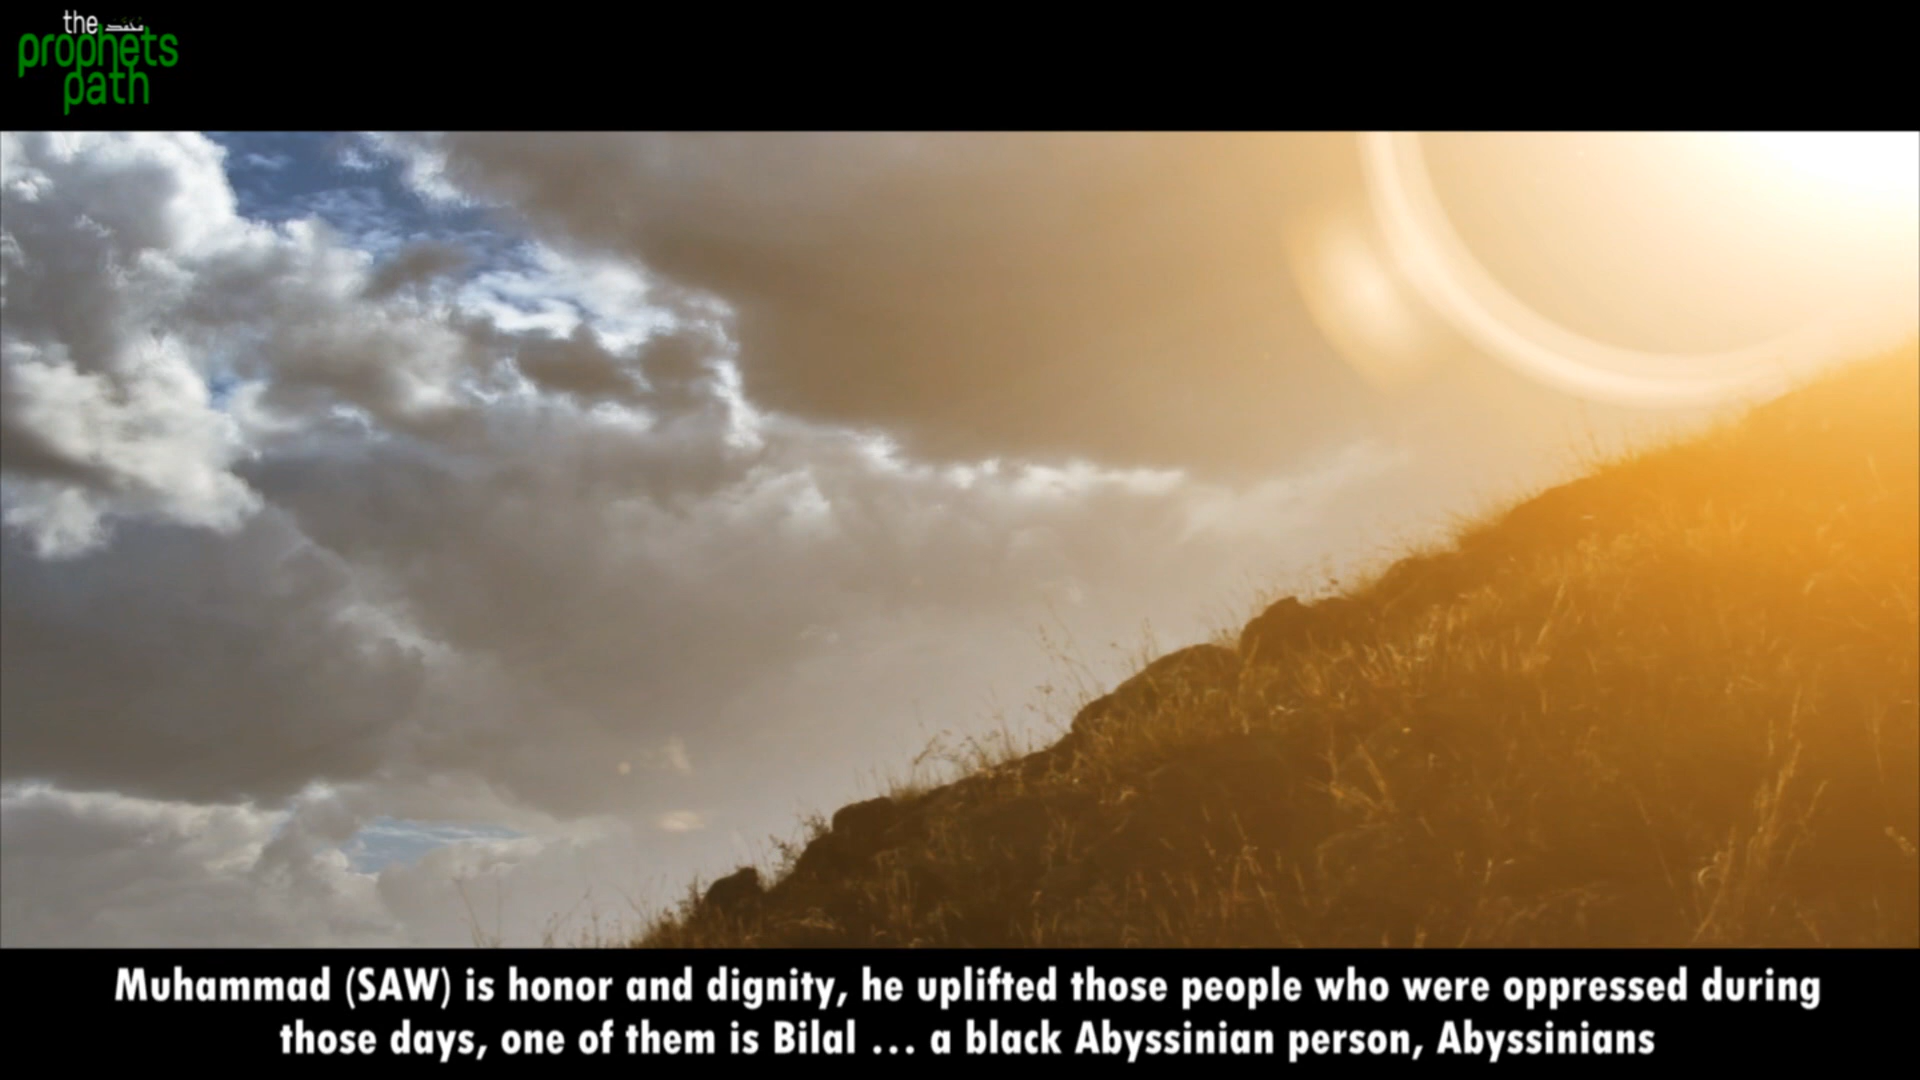 the محمد
prophets
path
Muhammad (SAW) is honor and dignity, he uplifted those people who were oppressed during
those days, one of them is Bilal ... a black Abyssinian person, Abyssinians